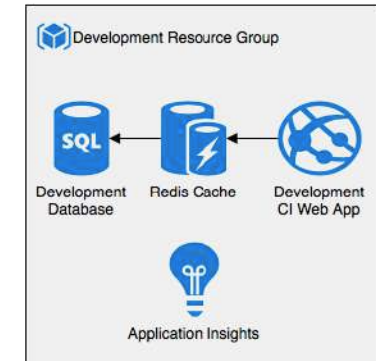 Development Resource Group
SQL
Development
Database
Redis Cache
Development
CI Web App
Application Insights